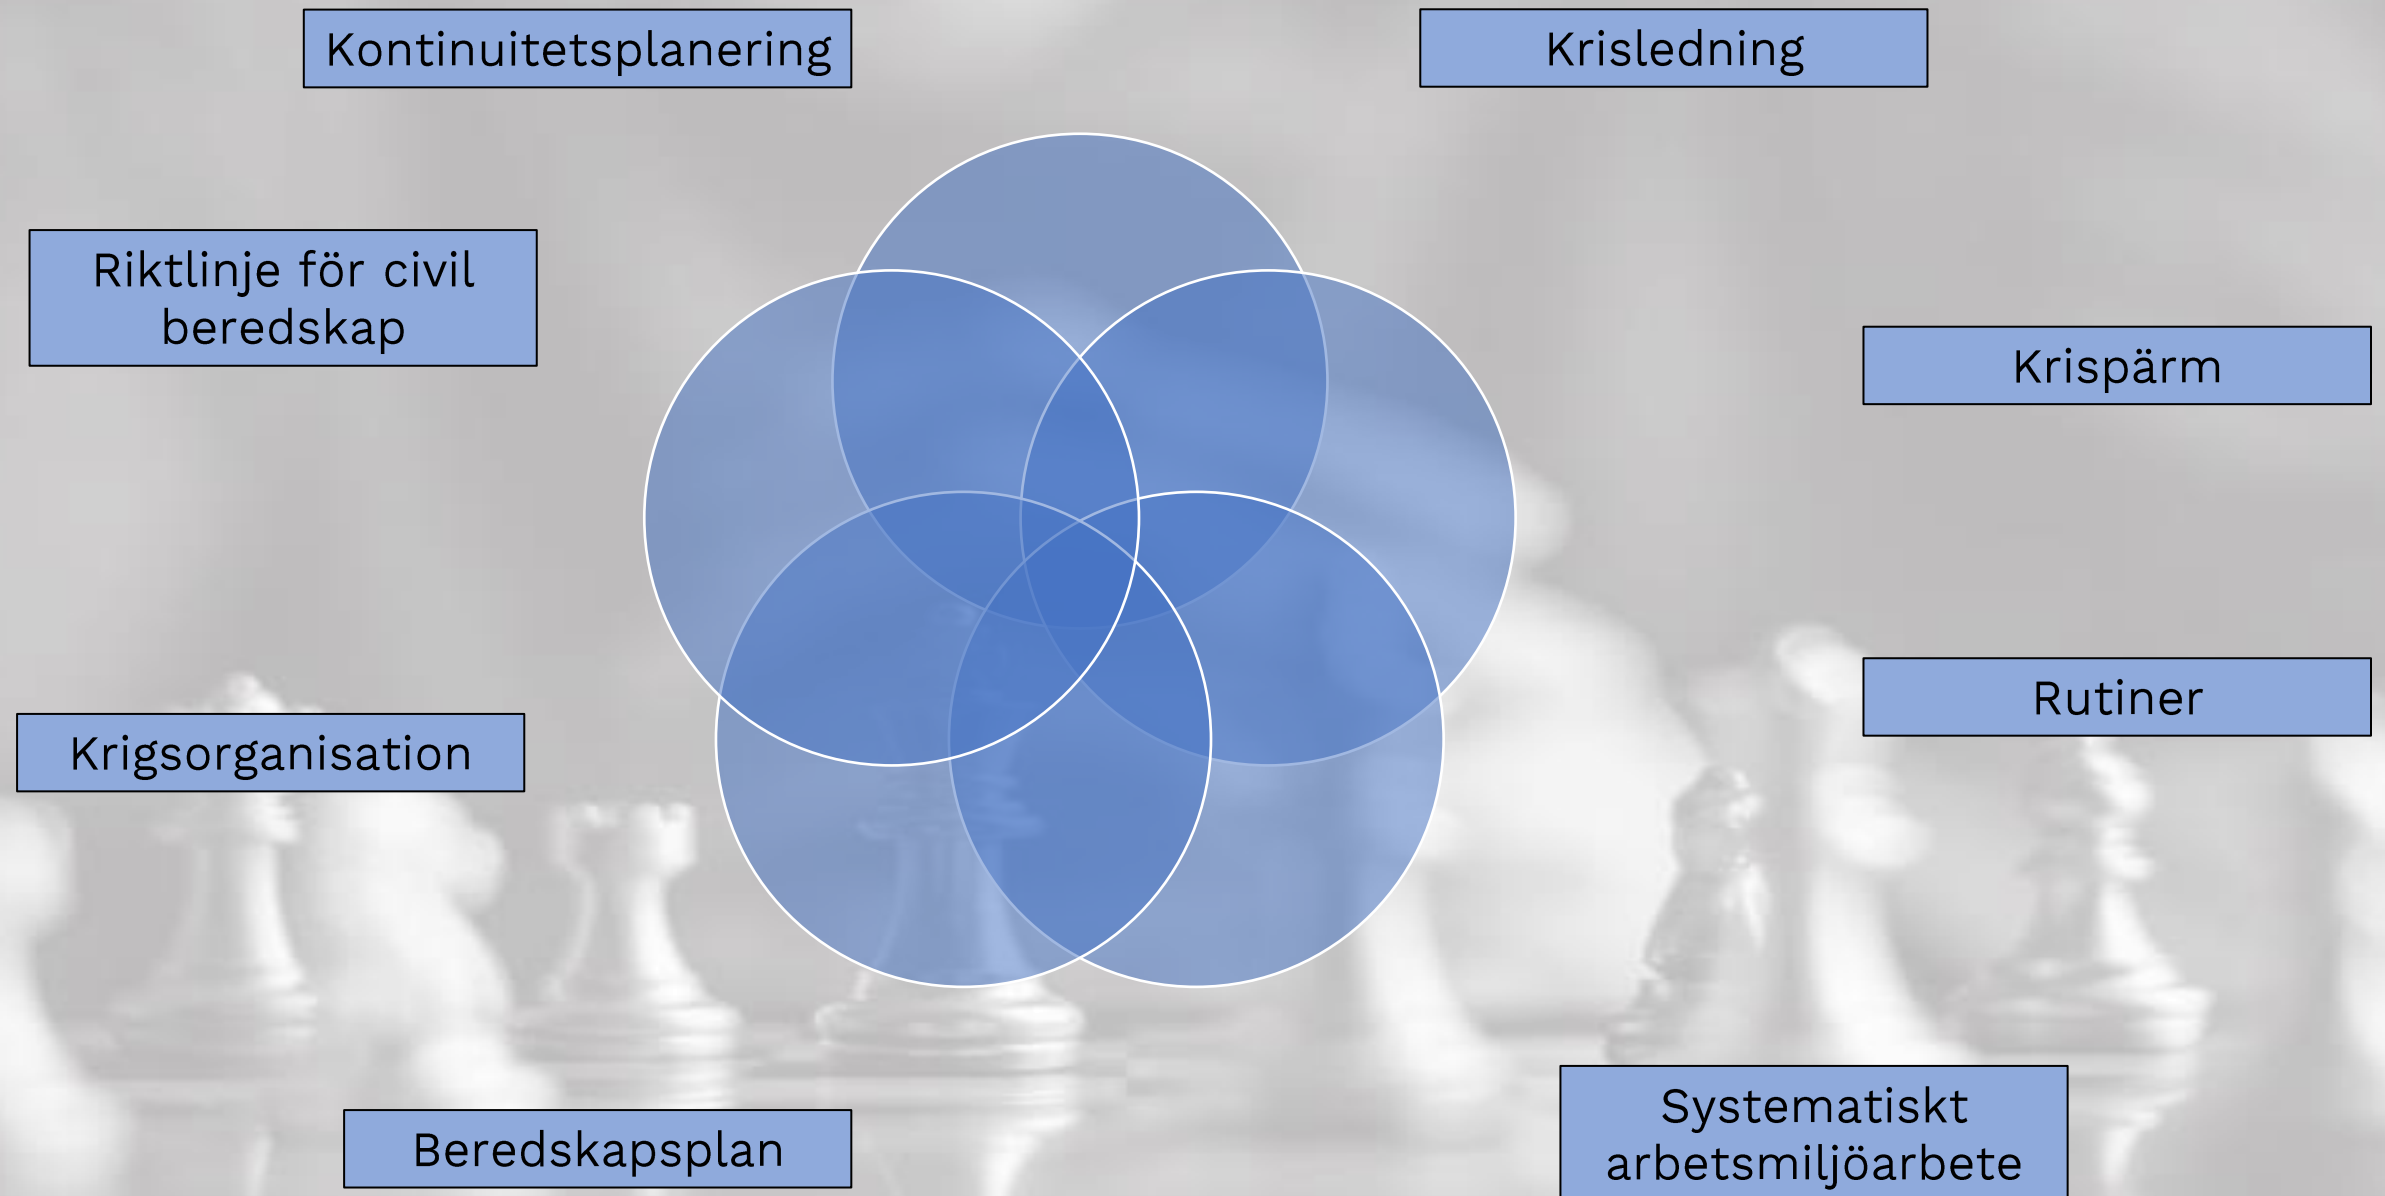 Kontinuitetsplanering
Krisledning
Riktlinje för civil
beredskap
Krispärm
Rutiner
Krigsorganisation
Systematiskt
arbetsmiljöarbete
Beredskapsplan